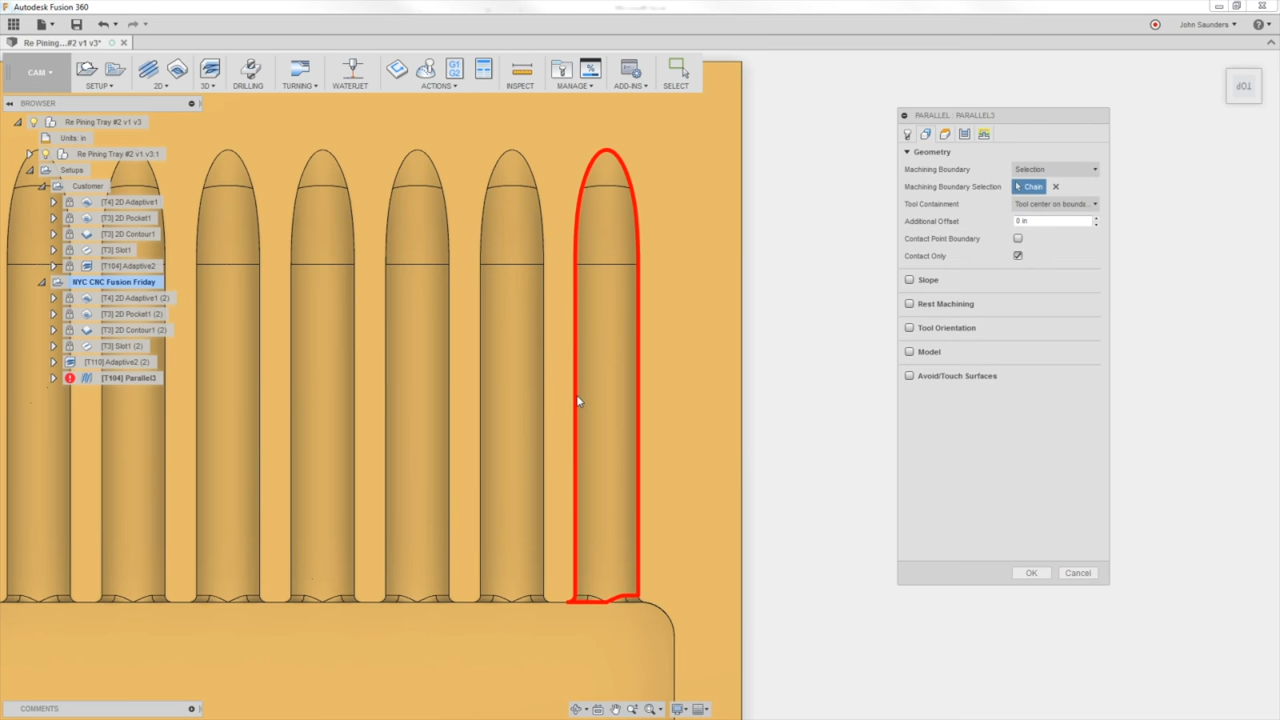 Autodesk Fusion 360
John Saunders
Re Pining...#2 v1 v3*
CAM
SETUP
2D
3D
DRILLING
TURNING
WATERJET
ACTIONS
INSPECT
MANAGE
ADD-INS
SELECT
G1
G2
%
TOP
BROWSER
Re Pining Tray #2 v1 v3
Units: in
Re Pining Tray #2 v1 v3:1
Setups
Customer
[T4] 2D Adaptive1
[T3] 2D Pocket1
[T3] 2D Contour1
[T3] Slot1
[T104] Adaptive2
NYC CNC Fusion Friday
[T4] 2D Adaptive1 (2)
[T3] 2D Pocket1 (2)
[T3] 2D Contour1 (2)
[T3] Slot1 (2)
[T110] Adaptive2 (2)
[T104] Parallel3
PARALLEL : PARALLEL3
Geometry
Machining Boundary Selection
Machining Boundary Selection Chain
Tool Containment Tool center on bounda...
Additional Offset 0 in
Contact Point Boundary
Contact Only
Slope
Rest Machining
Tool Orientation
Model
Avoid/Touch Surfaces
OK Cancel
COMMENTS